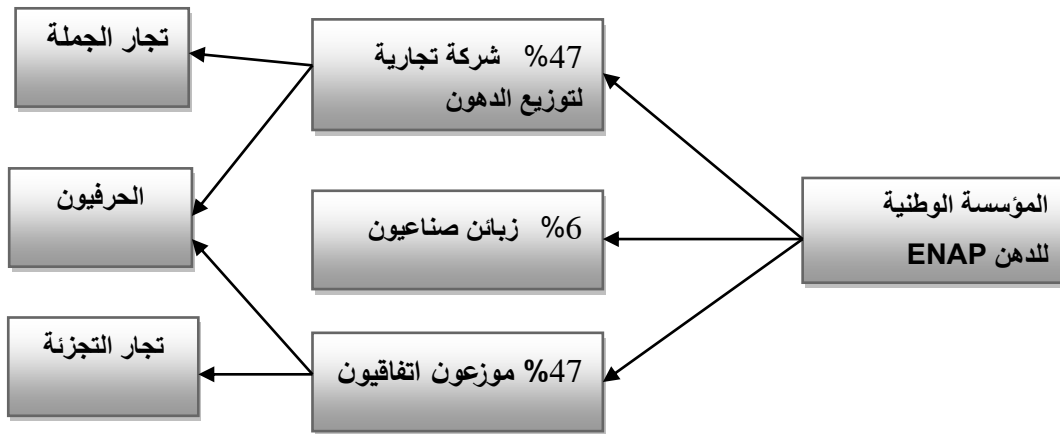 المؤسسة الوطنية
للدهن ENAP
%47 شركة تجارية
لتوزيع الدهون
%6 زبائن صناعيون
%47 موزعون اتفاقيون
تجار الجملة
الحرفيون
تجار التجزئة